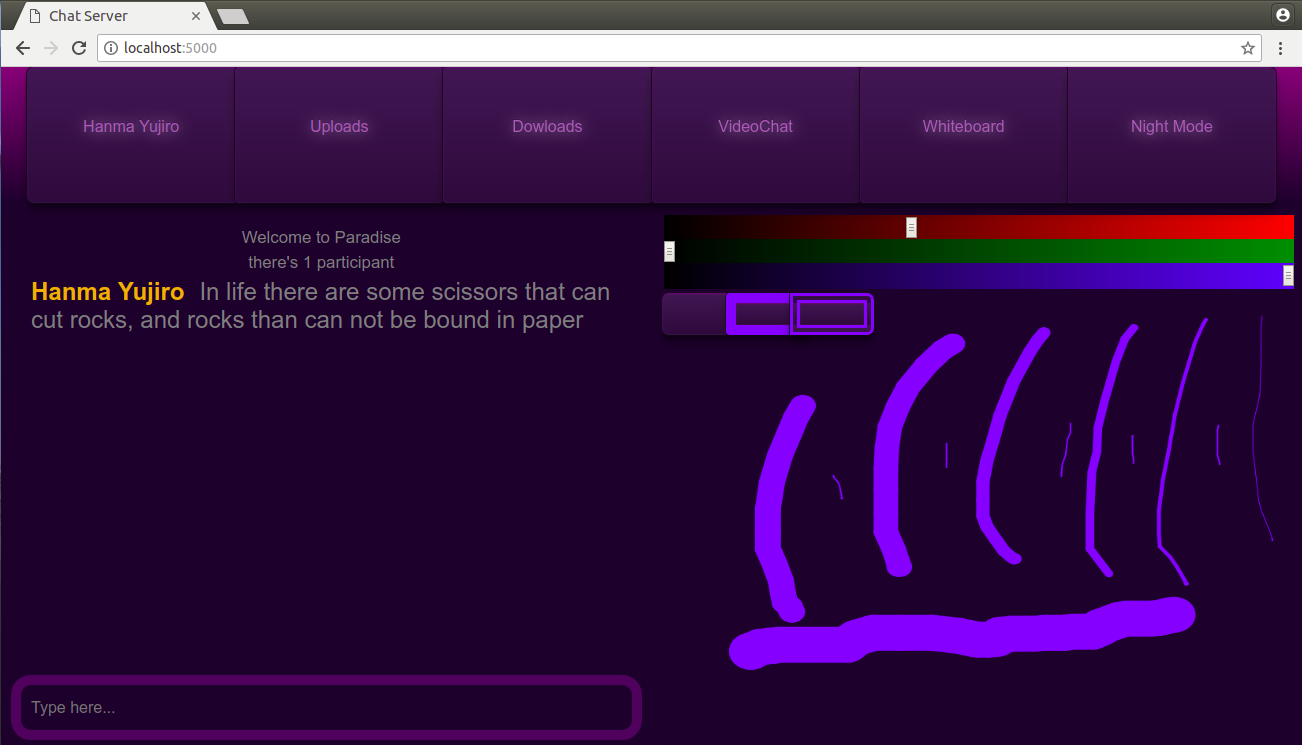 Chat Server
localhost:5000
Hanma Yujiro
Uploads
Dowloads
VideoChat
Whiteboard
Night Mode
Welcome to Paradise
there's 1 participant
Hanma Yujiro In life there are some scissors that can
cut rocks, and rocks than can not be bound in paper
Type here...